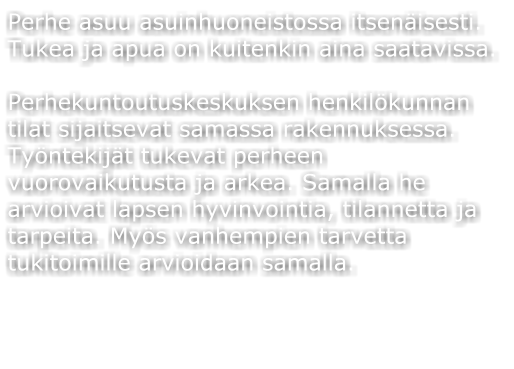 Perhe asuu asuinhuoneistossa itsenäisesti.
Tukea ja apua on kuitenkin aina saatavissa.
Perhekuntoutuskeskuksen henkilökunnan
tilat sijaitsevat samassa rakennuksessa.
Työntekijät tukevat perheen
vuorovaikutusta ja arkea. Samalla he
arvioivat lapsen hyvinvointia, tilannetta ja
tarpeita. Myös vanhempien tarvetta
tukitoimille arvioidaan samalla.